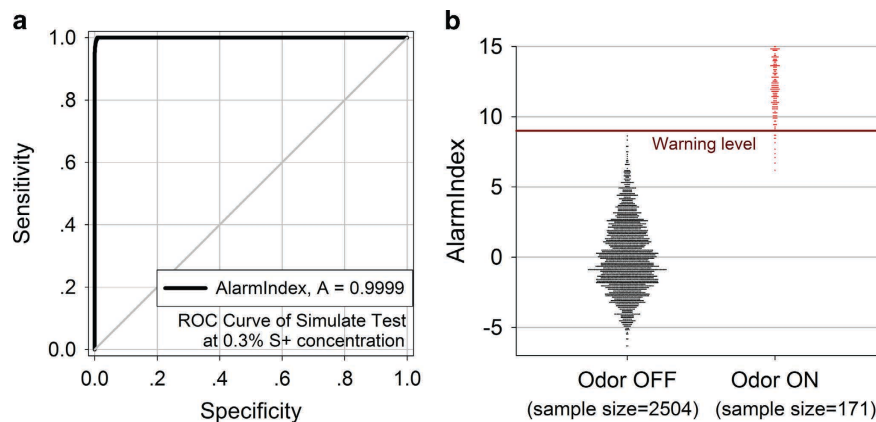 a
1.0
.8
.6
.4
.2
0.0
Sensitivity
AlarmIndex, A = 0.9999
ROC Curve of Simulate Test
at 0.3% S+ concentration
0.0 .2 .4 .6 .8 1.0
Specificity
b
15
10
5
0
-5
AlarmIndex
Warning level
Odor OFF Odor ON
(sample size=2504) (sample size=171)